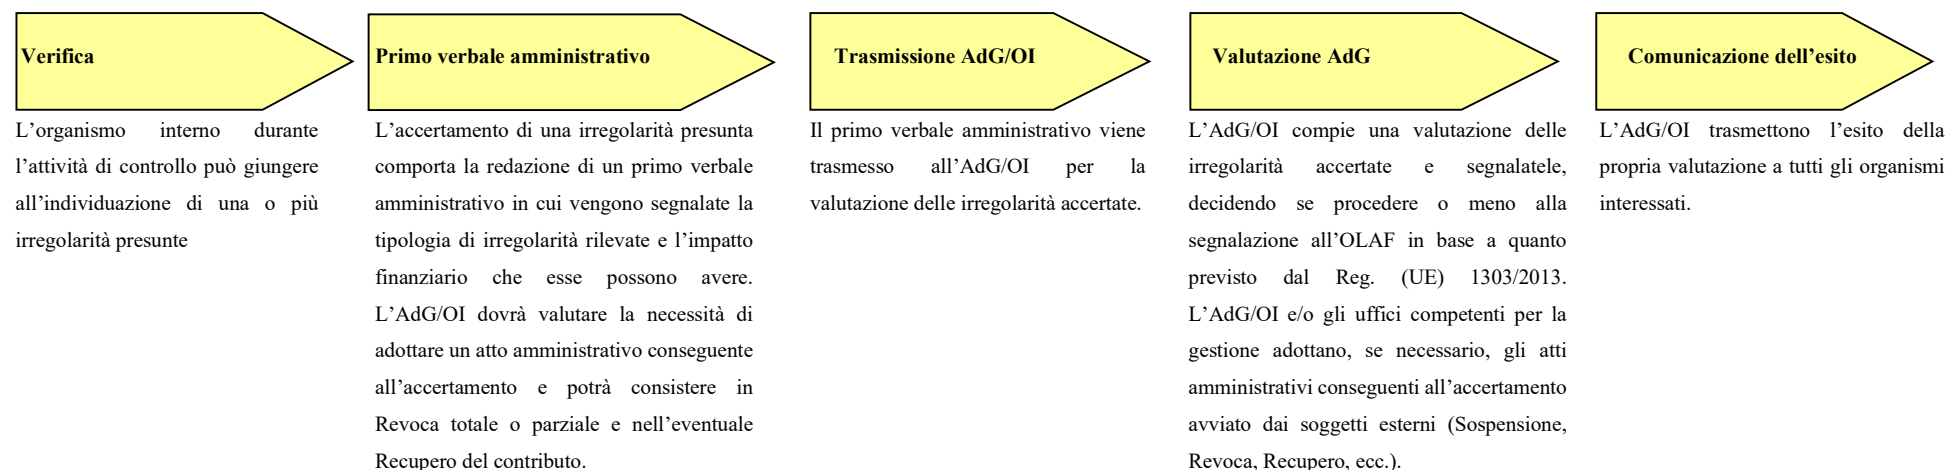 Verifica
L’organismo interno durante
l’attività di controllo può giungere
all’individuazione di una o più
irregolarità presunte
Primo verbale amministrativo
L’accertamento di una irregolarità presunta
comporta la redazione di un primo verbale
amministrativo in cui vengono segnalate la
tipologia di irregolarità rilevate e l’impatto
finanziario che esse possono avere.
L’AdG/OI dovrà valutare la necessità di
adottare un atto amministrativo conseguente
all’accertamento e potrà consistere in
Revoca totale o parziale e nell’eventuale
Recupero del contributo.
Trasmissione AdG/OI
Il primo verbale amministrativo viene
trasmesso all’AdG/OI per la
valutazione delle irregolarità accertate.
Valutazione AdG
L’AdG/OI compie una valutazione delle
irregolarità accertate e segnalatele,
decidendo se procedere o meno alla
segnalazione all’OLAF in base a quanto
previsto dal Reg. (UE) 1303/2013.
L’AdG/OI e/o gli uffici competenti per la
gestione adottano, se necessario, gli atti
amministrativi conseguenti all’accertamento
avviato dai soggetti esterni (Sospensione,
Revoca, Recupero, ecc.).
Comunicazione dell’esito
L’AdG/OI trasmettono l’esito della
propria valutazione a tutti gli organismi
interessati.